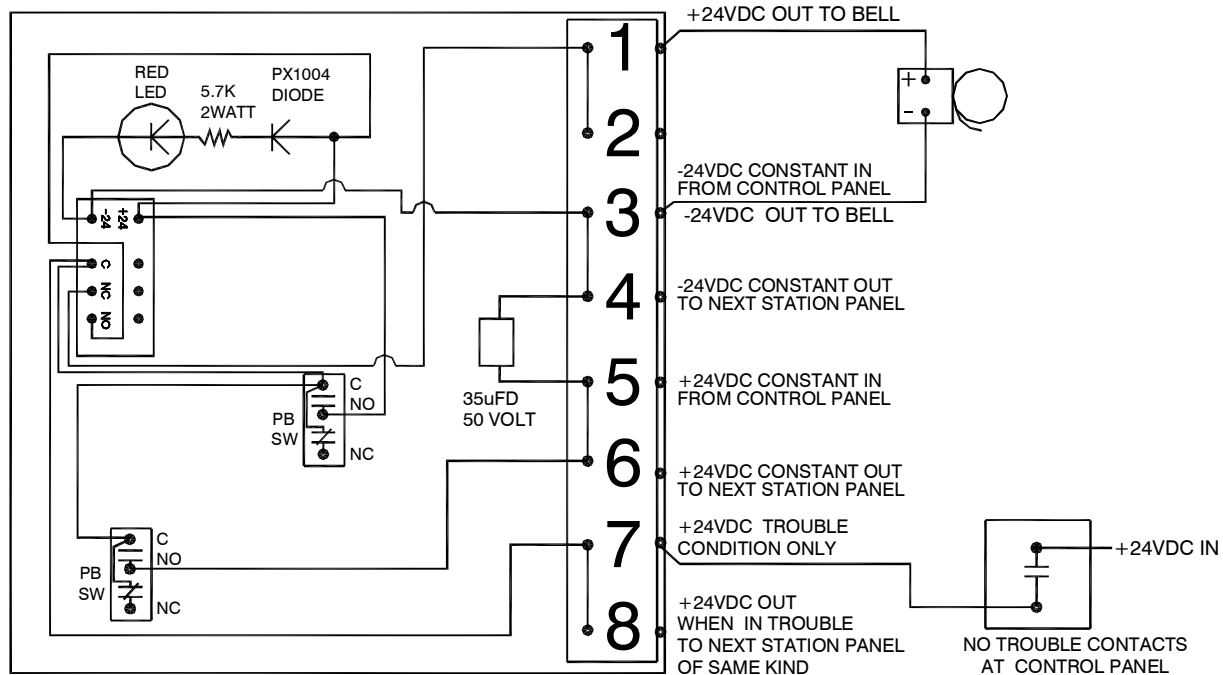 +24VDC OUT TO BELL
RED
LED
5.7K
2WATT
PX1004
DIODE
1
+
-
2
-24VDC CONSTANT IN
FROM CONTROL PANEL
-24VDC OUT TO BELL
3
-24
+24
C
NC
NO
4
-24VDC CONSTANT OUT
TO NEXT STATION PANEL
5
+24VDC CONSTANT IN
FROM CONTROL PANEL
35uFD
50 VOLT
C
NO
PB
SW
NC
6
+24VDC CONSTANT OUT
TO NEXT STATION PANEL
7
+24VDC TROUBLE
CONDITION ONLY
+24VDC IN
C
NO
PB
SW
NC
8
+24VDC OUT
WHEN IN TROUBLE
TO NEXT STATION PANEL
OF SAME KIND
NO TROUBLE CONTACTS
AT CONTROL PANEL